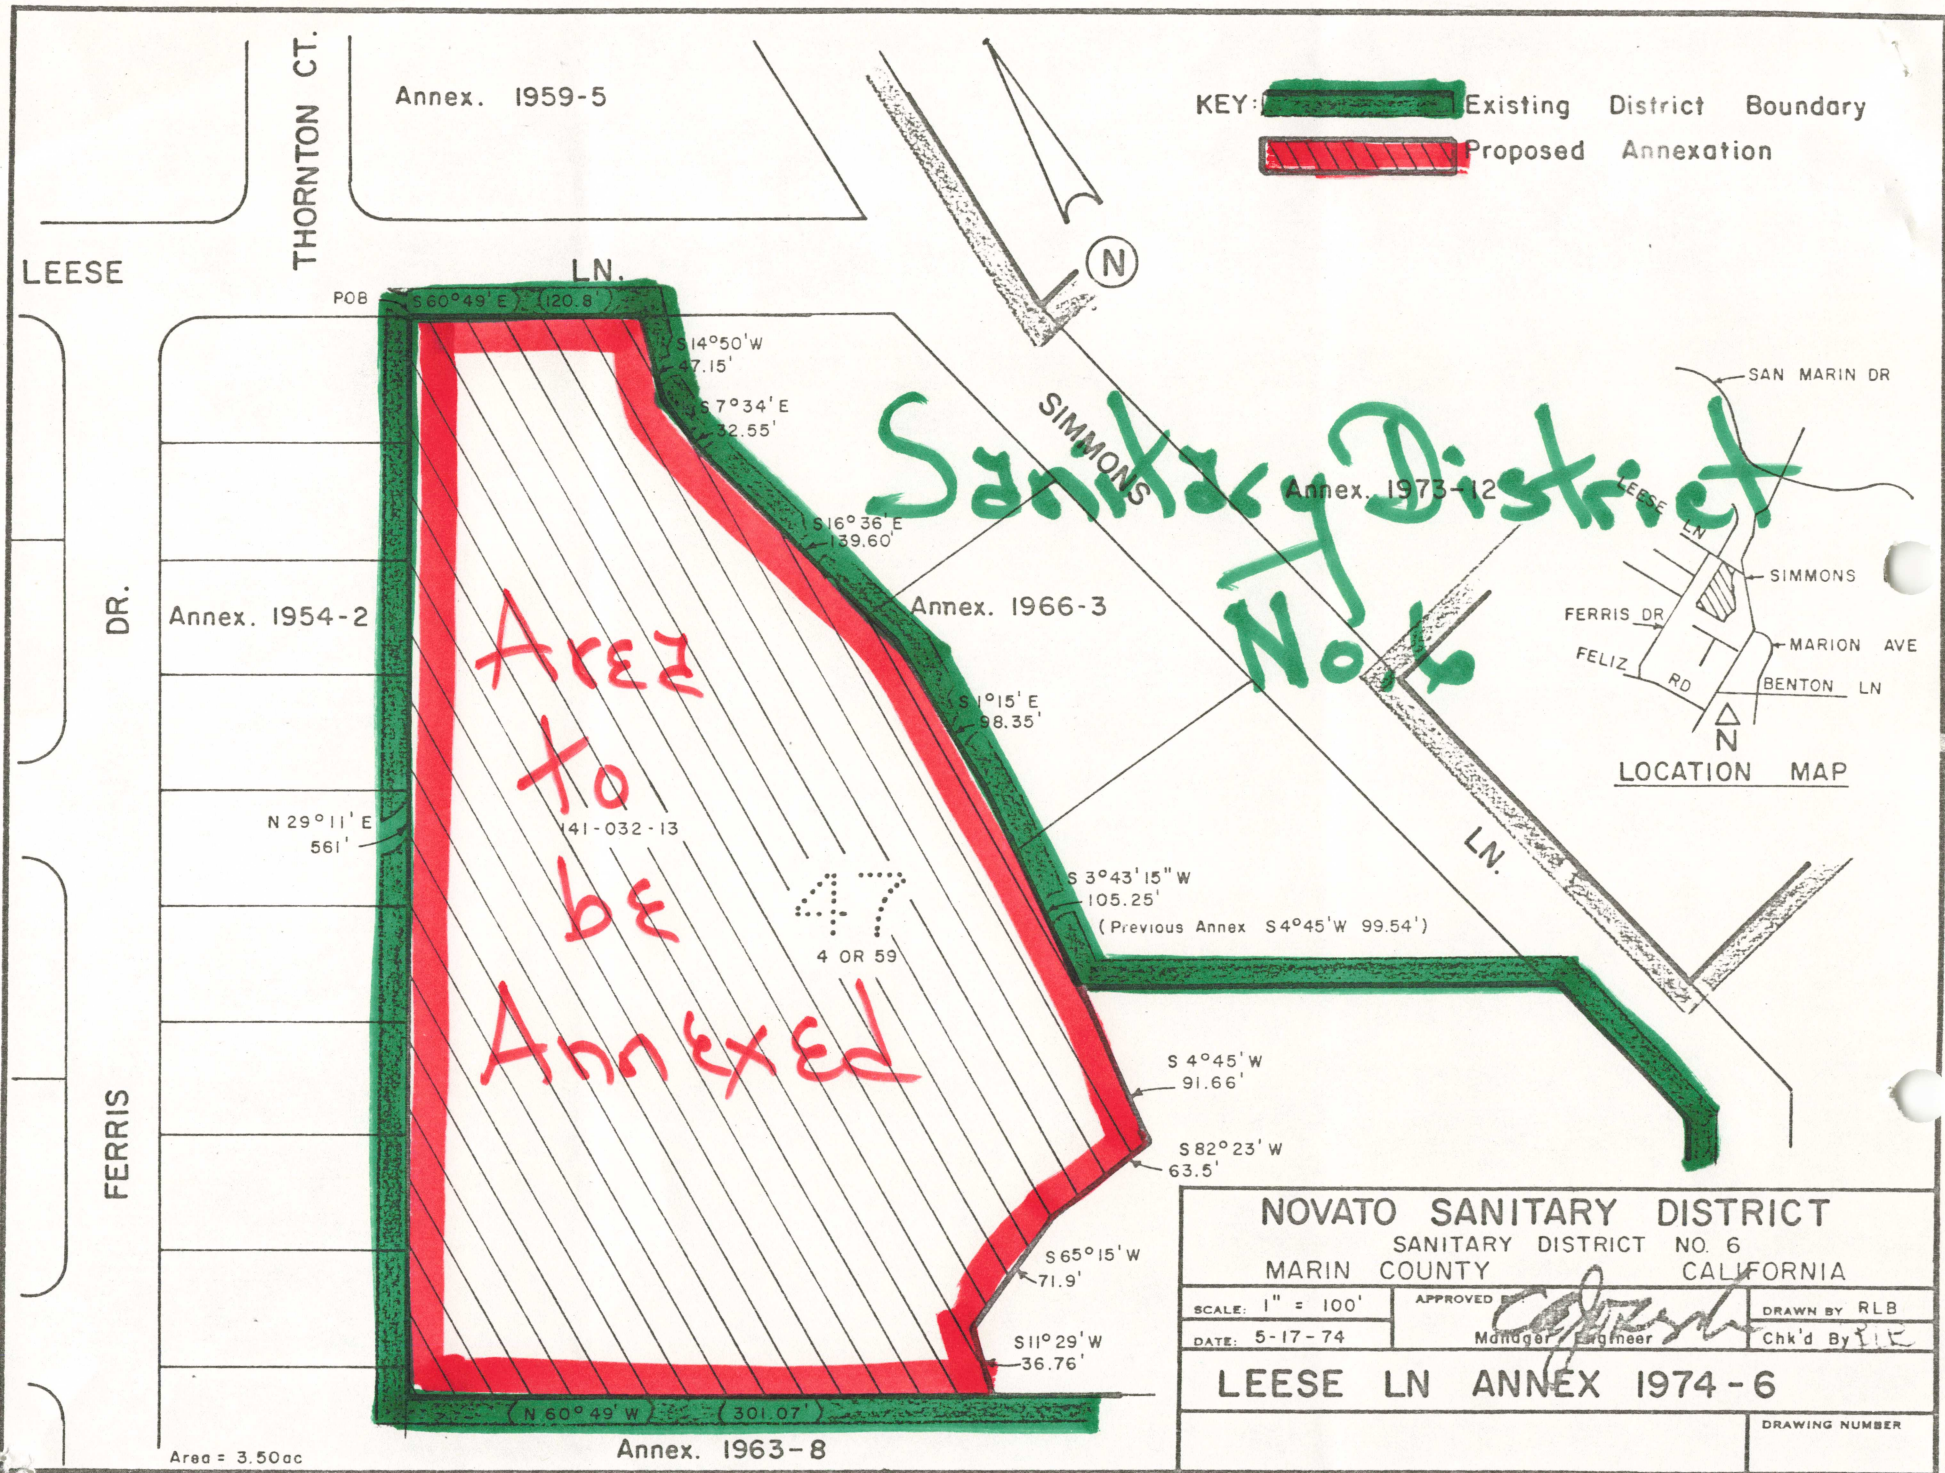 THORNTON CT.
Annex. 1959-5
KEY:
Existing District Boundary
Proposed Annexation
N
LEESE
LN.
POB
S60°49'E (120.8')
S14°50'W
47.15'
S7°34'E
32.55'
S16°36'E
139.60'
SIMMONS
Sanitary District
No. 6
Annex. 1973-12
SAN MARIN DR
LEESE
LN
SIMMONS
FERRIS DR
MARION AVE
FELIZ
RD
BENTON LN
N
LOCATION MAP
DR.
Annex. 1954-2
Annex. 1966-3
S1°15'E
98.35'
Area
to
be
Annexed
141-032-13
47
4 OR 59
N 29°11' E
561'
LN.
S 3°43'15" W
105.25'
(Previous Annex S4°45'W 99.54')
S 4°45' W
91.66'
S 82°23' W
63.5'
S65°15'W
71.9'
S11°29'W
36.76'
FERRIS
(N 60°49' W) (301.07')
Area = 3.50ac
Annex. 1963-8
NOVATO SANITARY DISTRICT
SANITARY DISTRICT NO. 6
MARIN COUNTY CALIFORNIA
SCALE: 1" = 100'
APPROVED BY:
DRAWN BY RLB
DATE: 5-17-74
Manager Engineer
Chk'd By
LEESE LN ANNEX 1974-6
DRAWING NUMBER